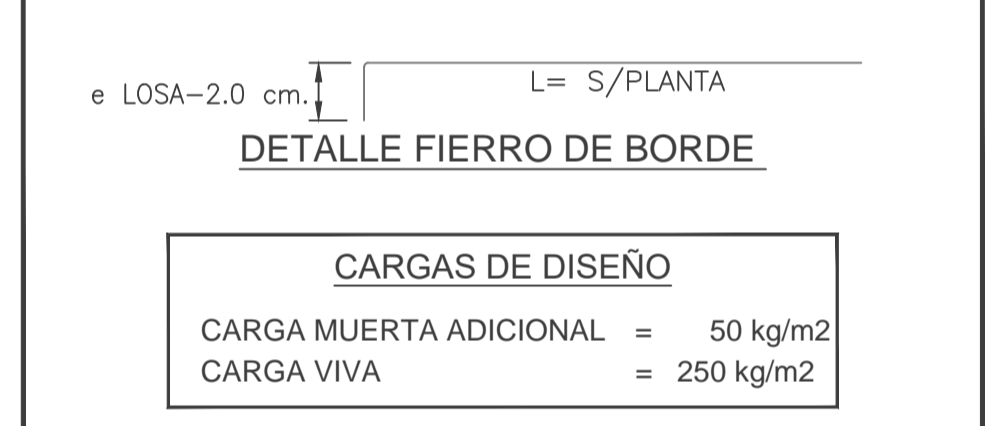 e LOSA-2.0 cm.
L= S/PLANTA
DETALLE FIERRO DE BORDE
CARGAS DE DISEÑO
CARGA MUERTA ADICIONAL = 50 kg/m2
CARGA VIVA = 250 kg/m2